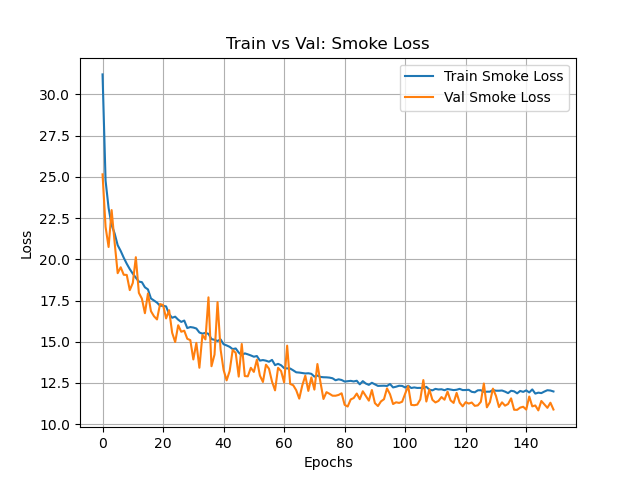 Train vs Val: Smoke Loss
Train Smoke Loss
Val Smoke Loss
30.0
27.5
25.0
22.5
20.0
17.5
15.0
12.5
10.0
Loss
0 20 40 60 80 100 120 140
Epochs